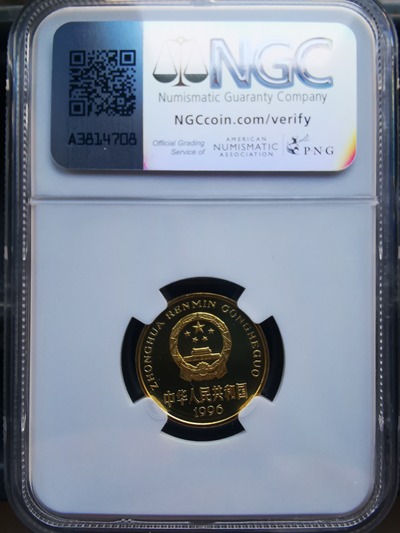 NGC
Numismatic Guaranty Company
NGCcoin.com/verify
A3814708
Official Grading
Service of
AMERICAN
NUMISMATIC
ASSOCIATION
PNG
ZHONGHUA RENMIN GONGHEGUO
中华人民共和国
1996